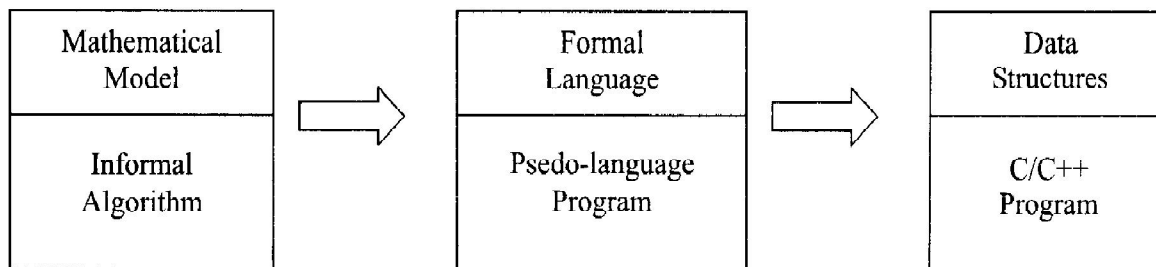 Mathematical
Model
Informal
Algorithm
Formal
Language
Psedo-language
Program
Data
Structures
C/C++
Program